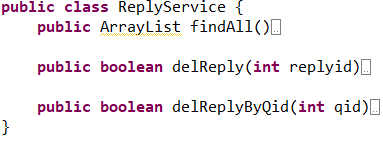 public class ReplyService {
public ArrayList findAll()
public boolean delReply(int replyid)
public boolean delReplyByQid(int qid)
}